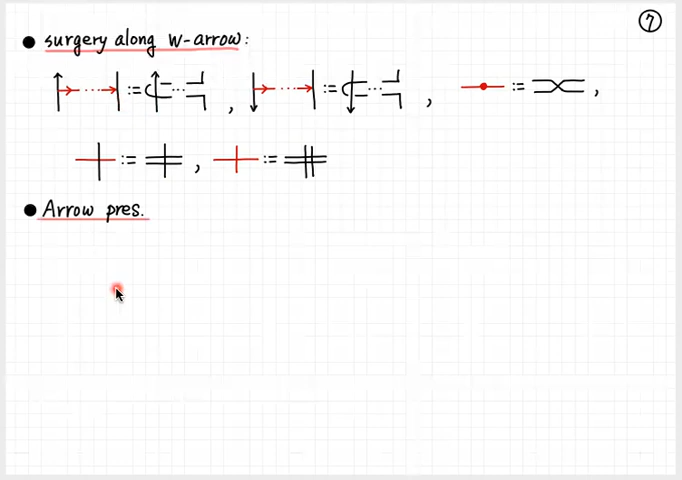 7
● surgery along w-arrow:
:= , := , := ,
:= , :=
● Arrow pres.